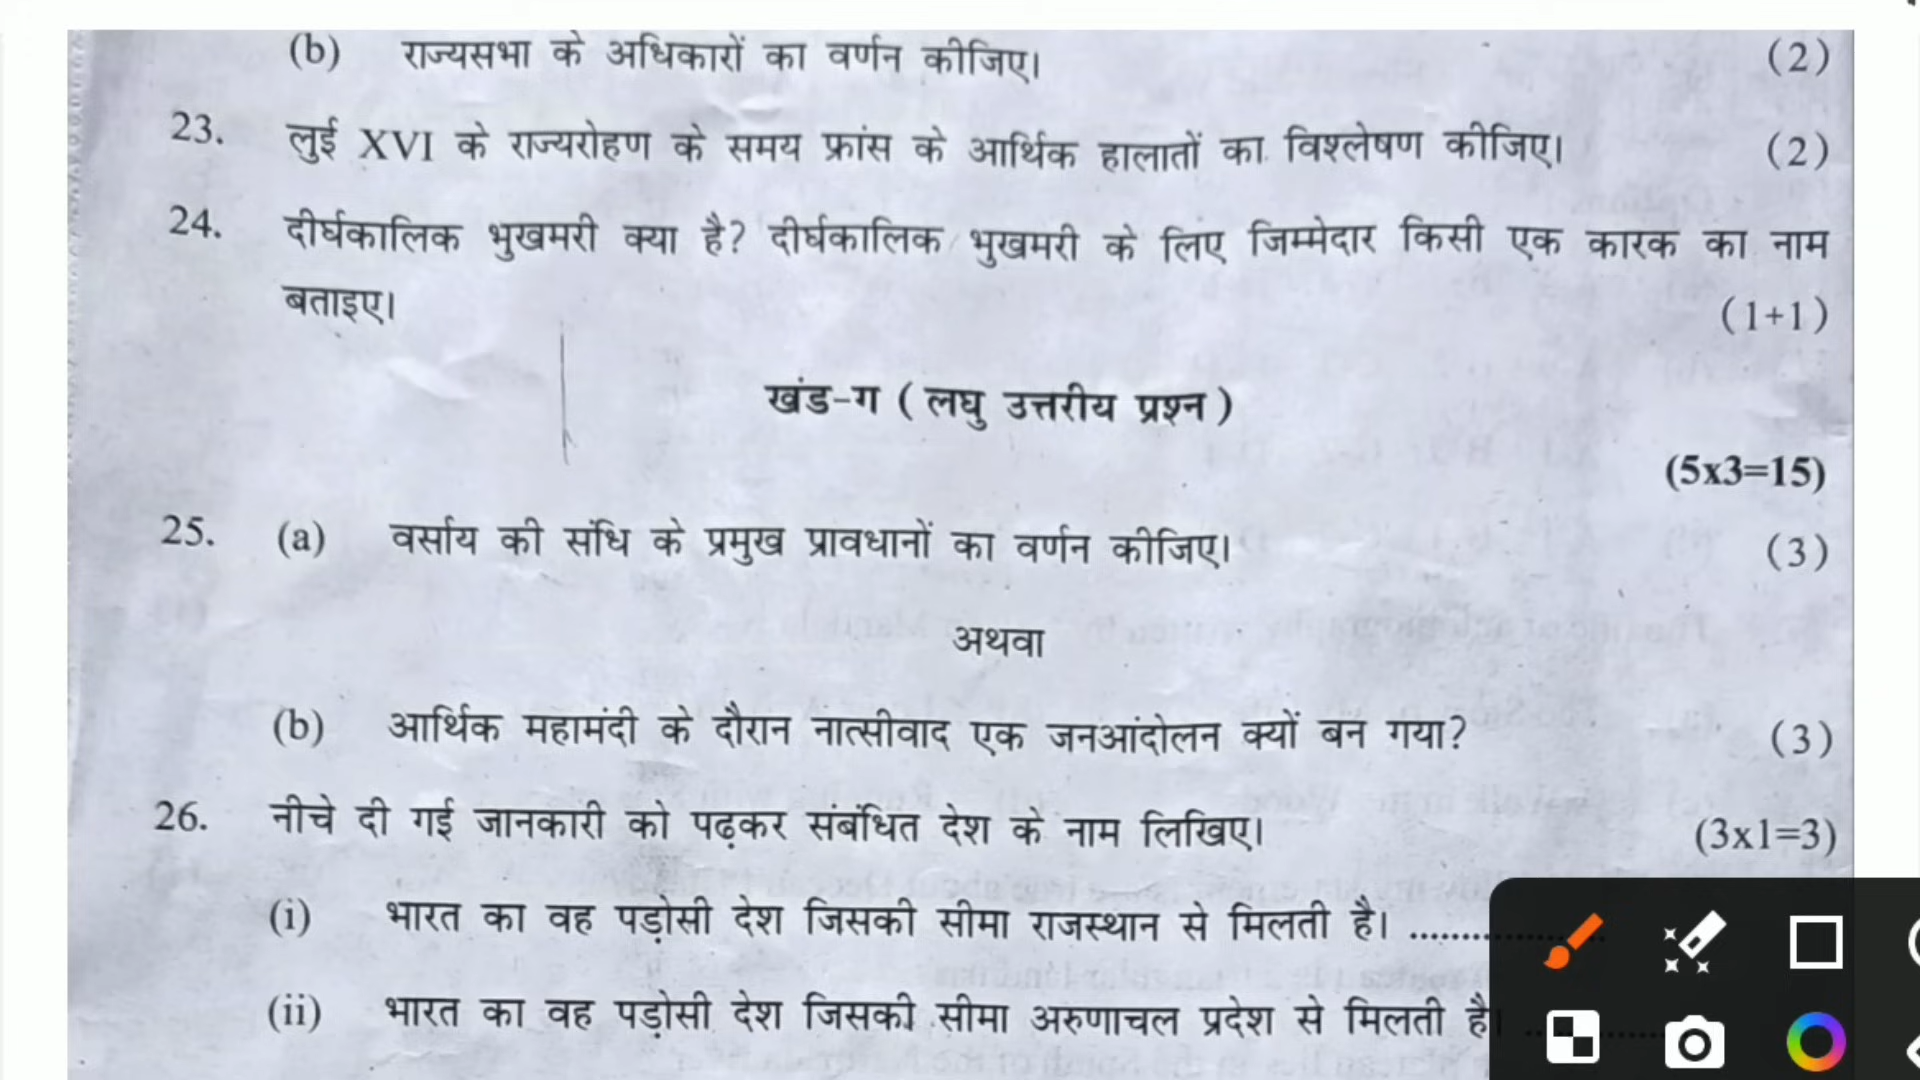 (b) राज्यसभा के अधिकारों का वर्णन कीजिए। (2)
23. लुई XVI के राज्यरोहण के समय फ्रांस के आर्थिक हालातों का विश्लेषण कीजिए। (2)
24. दीर्घकालिक भुखमरी क्या है? दीर्घकालिक भुखमरी के लिए जिम्मेदार किसी एक कारक का नाम
बताइए। (1+1)
खंड-ग ( लघु उत्तरीय प्रश्न )
(5x3=15)
25. (a) वर्साय की संधि के प्रमुख प्रावधानों का वर्णन कीजिए। (3)
अथवा
(b) आर्थिक महामंदी के दौरान नात्सीवाद एक जनआंदोलन क्यों बन गया? (3)
26. नीचे दी गई जानकारी को पढ़कर संबंधित देश के नाम लिखिए। (3x1=3)
(i) भारत का वह पड़ोसी देश जिसकी सीमा राजस्थान से मिलती है। ..................
(ii) भारत का वह पड़ोसी देश जिसकी सीमा अरुणाचल प्रदेश से मिलती है। ............